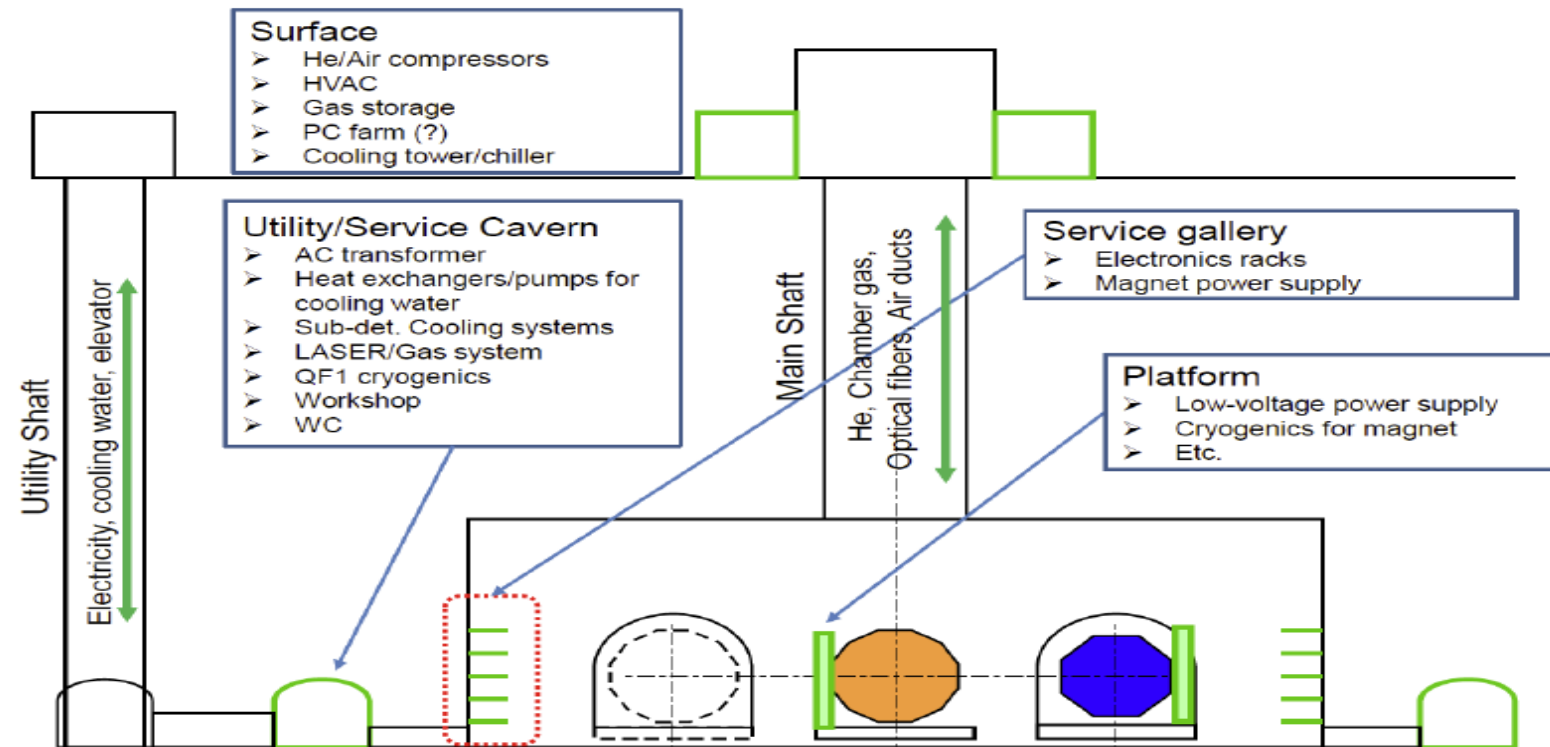 Surface
➢ He/Air compressors
➢ HVAC
➢ Gas storage
➢ PC farm (?)
➢ Cooling tower/chiller
Utility/Service Cavern
➢ AC transformer
➢ Heat exchangers/pumps for
cooling water
➢ Sub-det. Cooling systems
➢ LASER/Gas system
➢ QF1 cryogenics
➢ Workshop
➢ WC
Service gallery
➢ Electronics racks
➢ Magnet power supply
Platform
➢ Low-voltage power supply
➢ Cryogenics for magnet
➢ Etc.
Utility Shaft
Electricity, cooling water, elevator
Main Shaft
He, Chamber gas,
Optical fibers, Air ducts